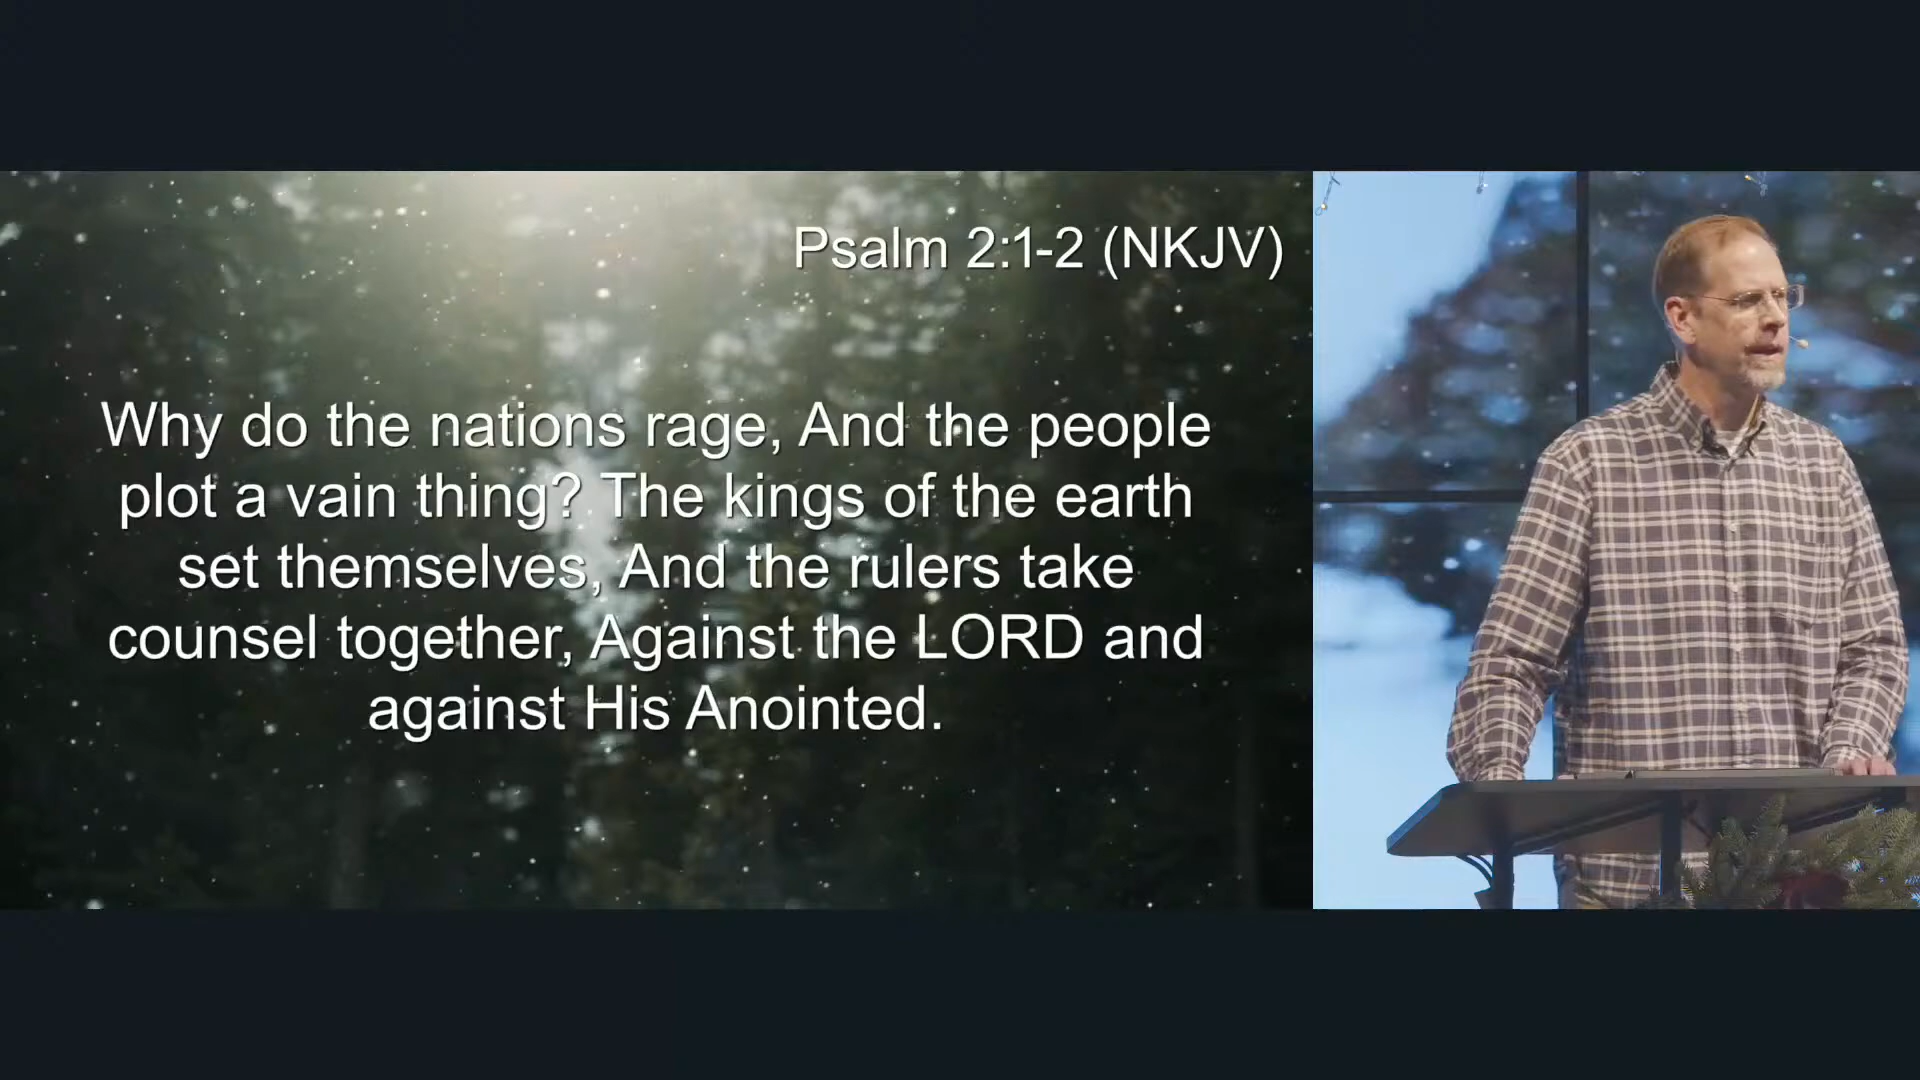 Psalm 2:1-2 (NKJV)
Why do the nations rage, And the people
plot a vain thing? The kings of the earth
set themselves, And the rulers take
counsel together, Against the LORD and
against His Anointed.